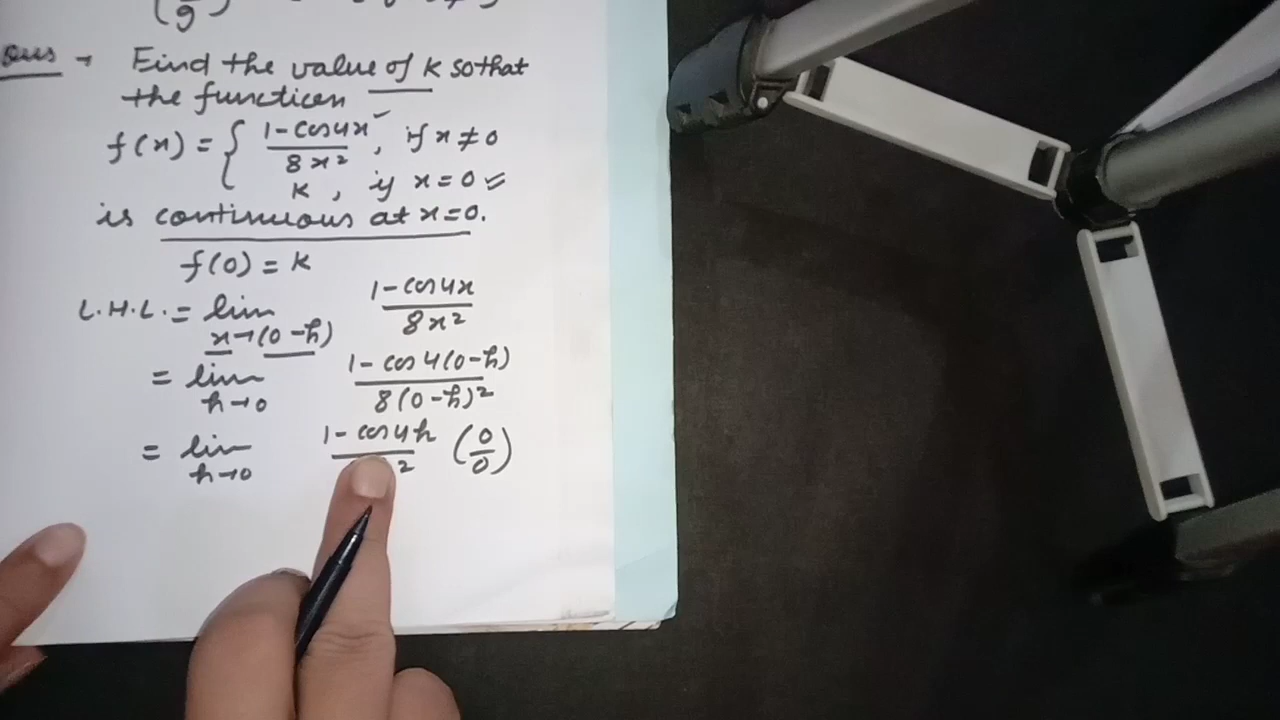 Ques → Find the value of K so that
the function
f(x) = { 1-cos4x / 8x² , if x ≠ 0
K , if x = 0
is continuous at x=0.
f(0) = K
L.H.L. = lim x→(0-h) 1-cos4x / 8x²
= lim h→0 1-cos4(0-h) / 8(0-h)²
= lim h→0 1-cos4h / ² (0/0)